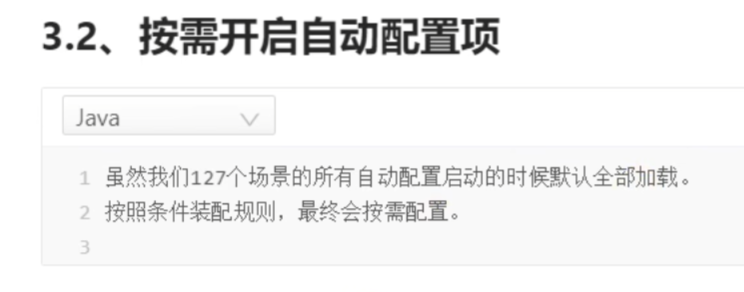 3.2、按需开启自动配置项
Java
1 虽然我们127个场景的所有自动配置启动的时候默认全部加载。
2 按照条件装配规则，最终会按需配置。
3